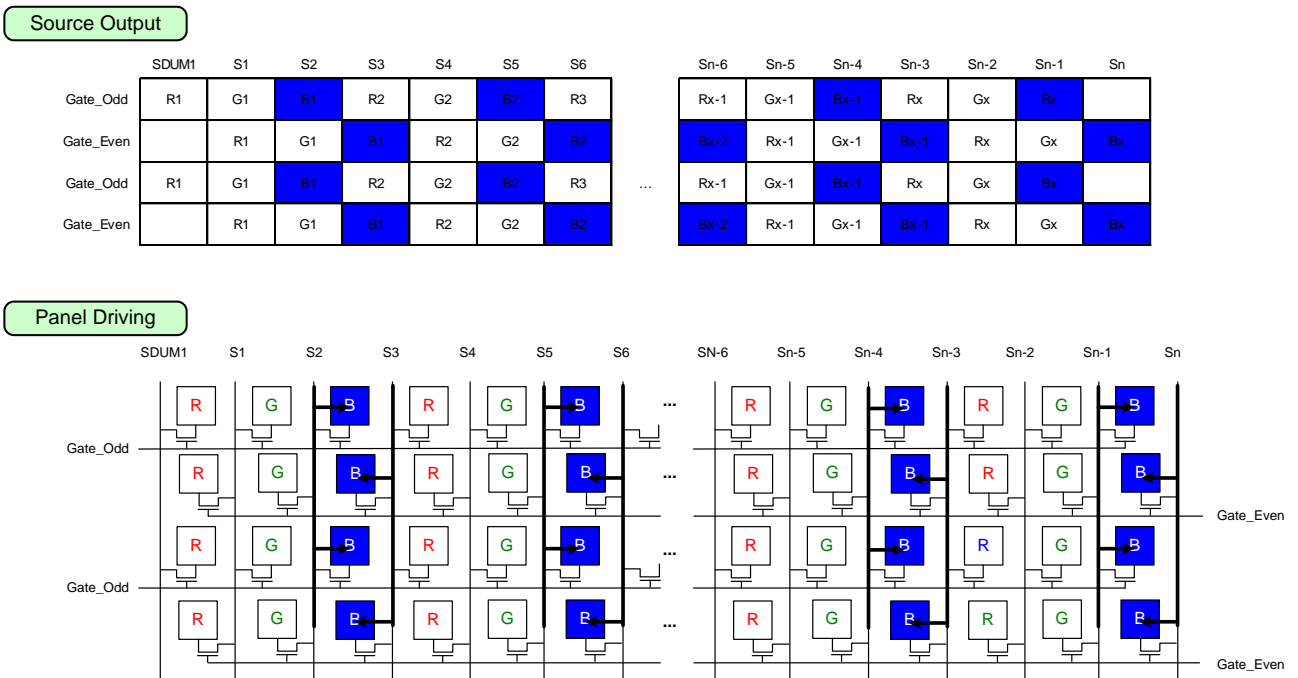 Source Output
SDUM1 S1 S2 S3 S4 S5 S6 Sn-6 Sn-5 Sn-4 Sn-3 Sn-2 Sn-1 Sn
Gate_Odd R1 G1 B1 R2 G2 B2 R3 Rx-1 Gx-1 Bx-1 Rx Gx Bx
Gate_Even R1 G1 B1 R2 G2 B2 Bx-2 Rx-1 Gx-1 Bx-1 Rx Gx Bx
Gate_Odd R1 G1 B1 R2 G2 B2 R3 ... Rx-1 Gx-1 Bx-1 Rx Gx Bx
Gate_Even R1 G1 B1 R2 G2 B2 Bx-2 Rx-1 Gx-1 Bx-1 Rx Gx Bx
Panel Driving
SDUM1 S1 S2 S3 S4 S5 S6 SN-6 Sn-5 Sn-4 Sn-3 Sn-2 Sn-1 Sn
R G B R G B ... R G B R G B
Gate_Odd
R G B R G B ... R G B R G B
Gate_Even
R G B R G B ... R G B R G B
Gate_Odd
R G B R G B ... R G B R G B
Gate_Even